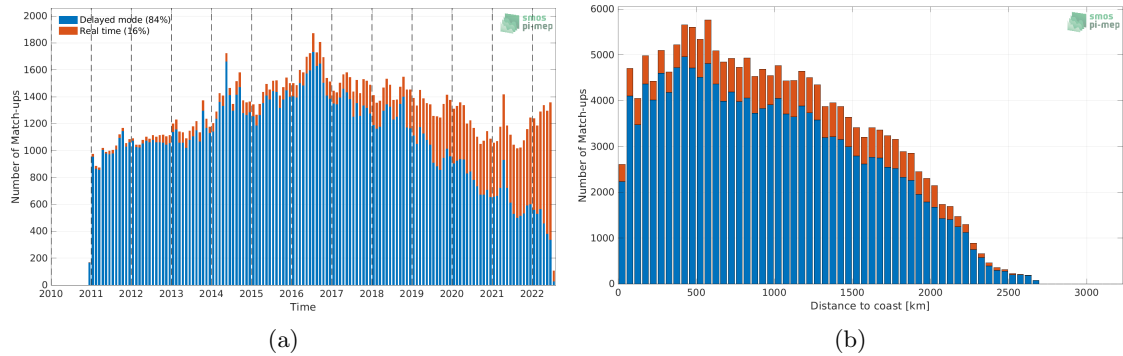 Delayed mode (84%)
Real time (16%)
smos
pi-mep
Number of Match-ups
2000
1800
1600
1400
1200
1000
800
600
400
200
0
2010 2011 2012 2013 2014 2015 2016 2017 2018 2019 2020 2021 2022
Time
(a)
smos
pi-mep
Number of Match-ups
6000
5000
4000
3000
2000
1000
0
0 500 1000 1500 2000 2500 3000
Distance to coast [km]
(b)